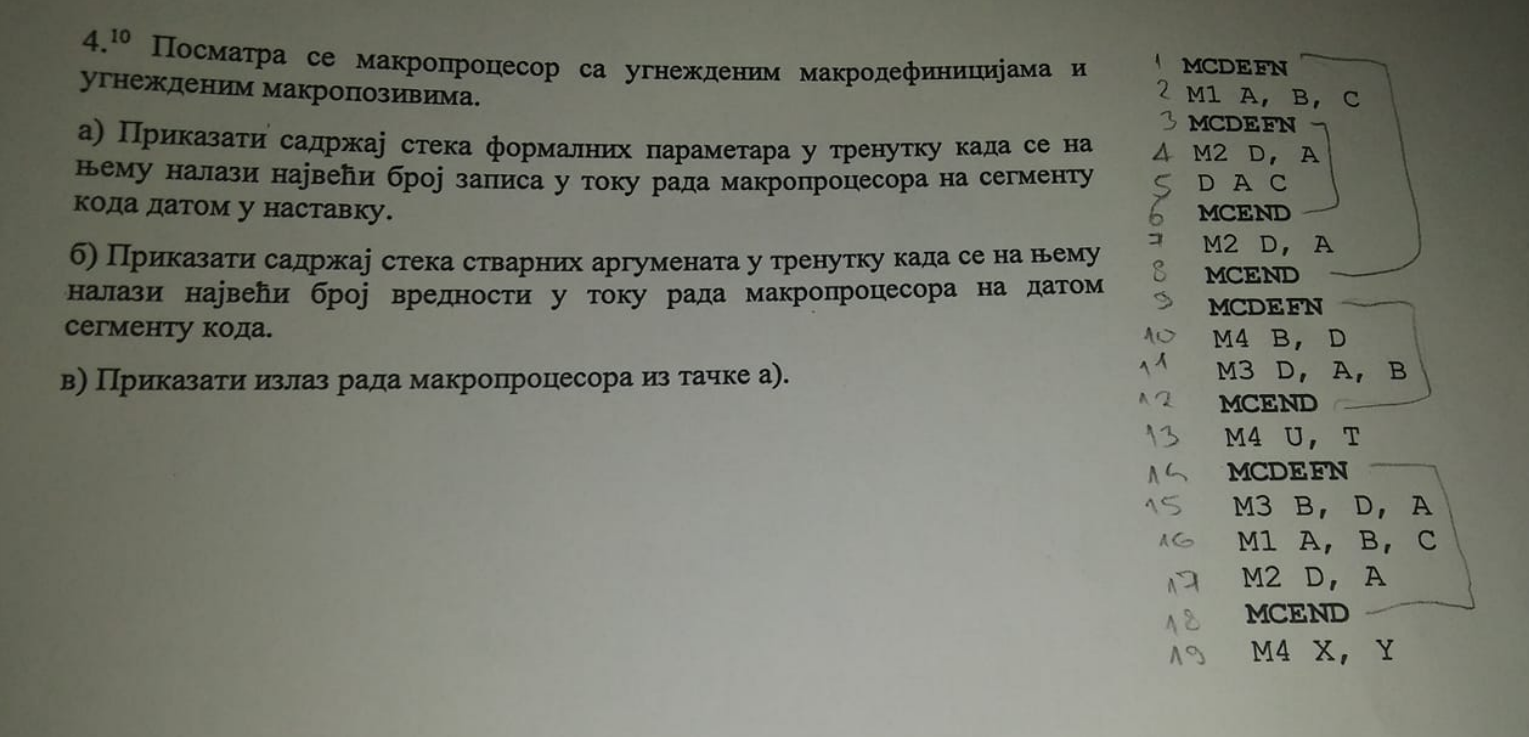 4.¹⁰ Посматра се макропроцесор са угнежденим макродефиницијама и
угнежденим макропозивима.
а) Приказати садржај стека формалних параметара у тренутку када се на
њему налази највећи број записа у току рада макропроцесора на сегменту
кода датом у наставку.
б) Приказати садржај стека стварних аргумената у тренутку када се на њему
налази највећи број вредности у току рада макропроцесора на датом
сегменту кода.
в) Приказати излаз рада макропроцесора из тачке а).
1 MCDEFN
2 M1 A, B, C
3 MCDEFN
4 M2 D, A
5 D A C
6 MCEND
7 M2 D, A
8 MCEND
9 MCDEFN
10 M4 B, D
11 M3 D, A, B
12 MCEND
13 M4 U, T
14 MCDEFN
15 M3 B, D, A
16 M1 A, B, C
17 M2 D, A
18 MCEND
19 M4 X, Y